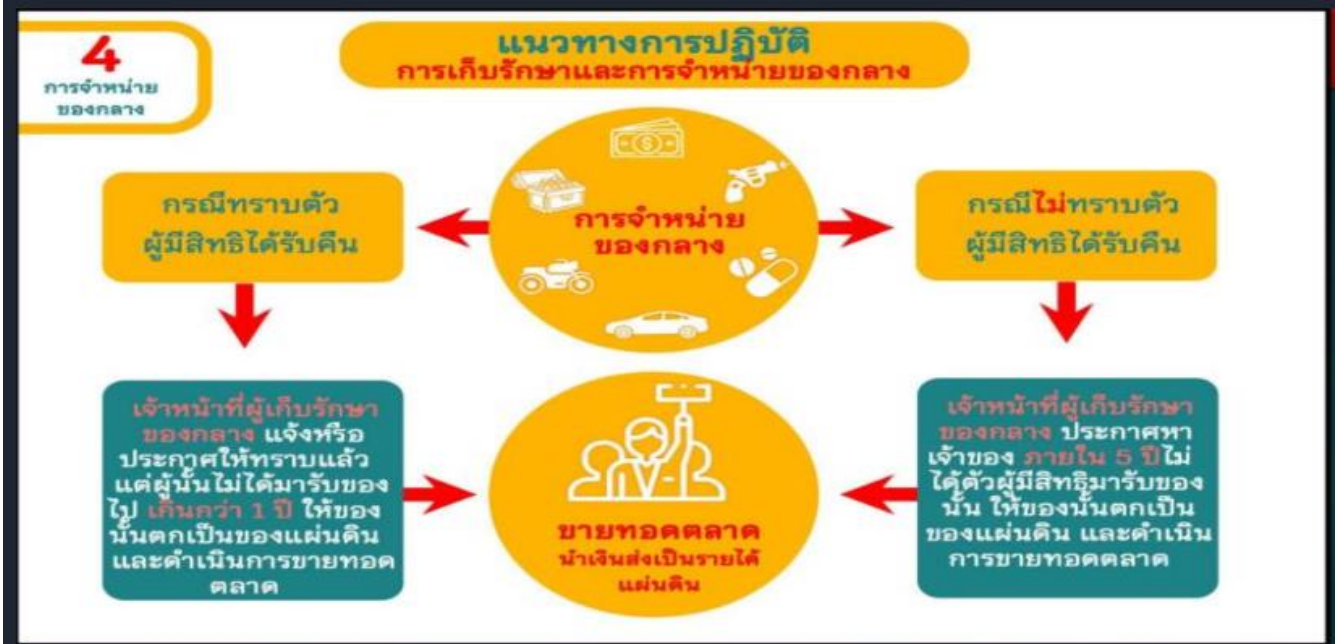 4
การจำหน่าย
ของกลาง
แนวทางการปฏิบัติ
การเก็บรักษาและการจำหน่ายของกลาง
กรณีทราบตัว
ผู้มีสิทธิได้รับคืน
การจำหน่าย
ของกลาง
กรณีไม่ทราบตัว
ผู้มีสิทธิได้รับคืน
เจ้าหน้าที่ผู้เก็บรักษา
ของกลาง แจ้งหรือ
ประกาศให้ทราบแล้ว
แต่ผู้นั้นไม่ได้มารับของ
ไป เกินกว่า 1 ปี ให้ของ
นั้นตกเป็นของแผ่นดิน
และดำเนินการขายทอด
ตลาด
ขายทอดตลาด
นำเงินส่งเป็นรายได้
แผ่นดิน
เจ้าหน้าที่ผู้เก็บรักษา
ของกลาง ประกาศหา
เจ้าของ ภายใน 5 ปีไม่
ได้ตัวผู้มีสิทธิมารับของ
นั้น ให้ของนั้นตกเป็น
ของแผ่นดิน และดำเนิน
การขายทอดตลาด